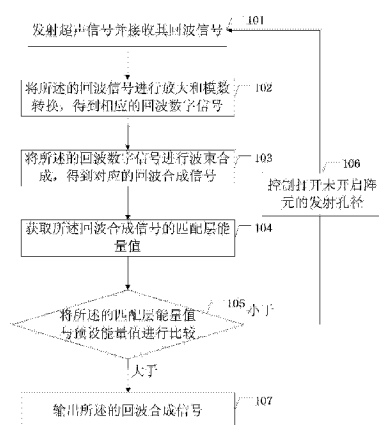 发射超声信号并接收其回波信号
101
将所述的回波信号进行放大和模数
转换，得到相应的回波数字信号
102
将所述的回波数字信号进行波束合
成，得到对应的回波合成信号
103
获取所述回波合成信号的匹配层能
量值
104
将所述的匹配层能量值
与预设能量值进行比较
105
小于
106
控制打开未开启阵
元的发射孔径
大于
输出所述的回波合成信号
107